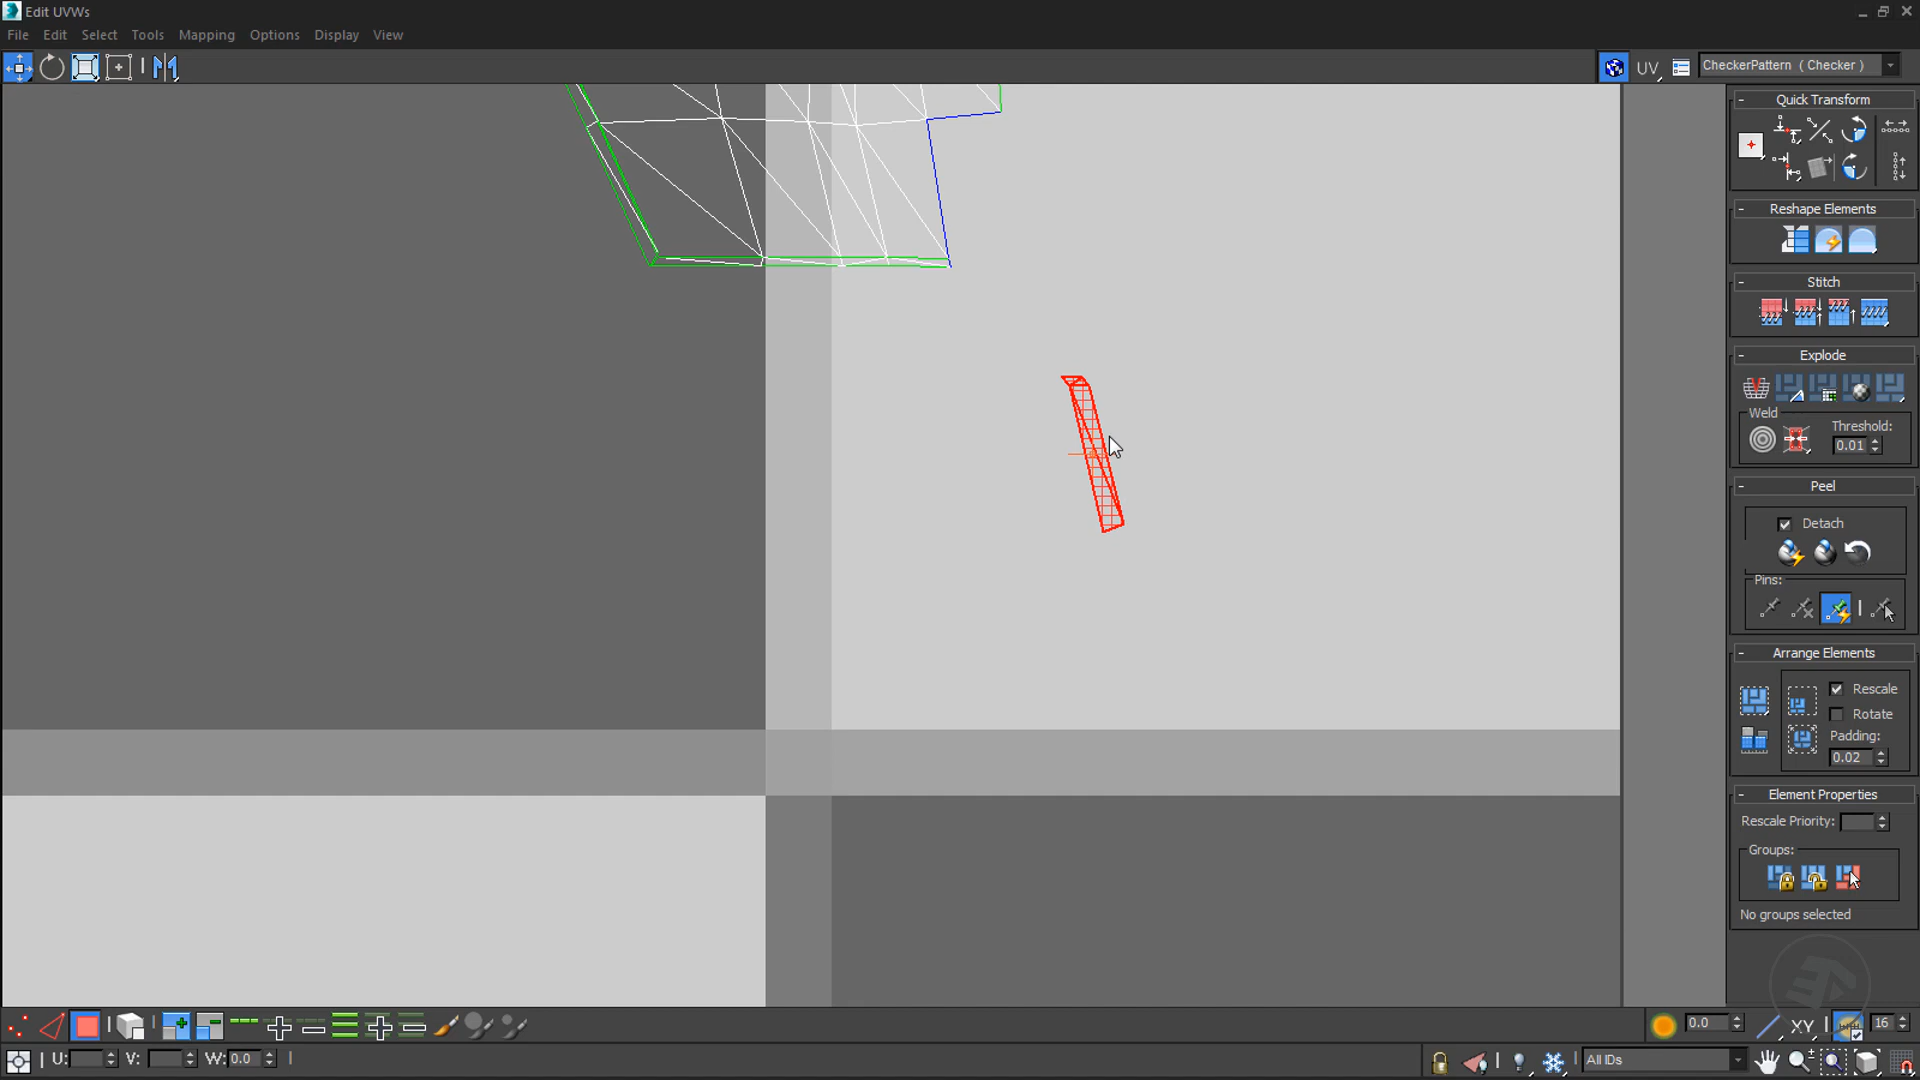 Edit UVWs
File Edit Select Tools Mapping Options Display View
UV CheckerPattern ( Checker )
- Quick Transform
- Reshape Elements
- Stitch
- Explode
Weld
Threshold:
0.01
- Peel
Detach
Pins:
- Arrange Elements
Rescale
Rotate
Padding:
0.02
- Element Properties
Rescale Priority:
Groups:
No groups selected
0.0 XY 16
U: V: W: 0.0 All IDs